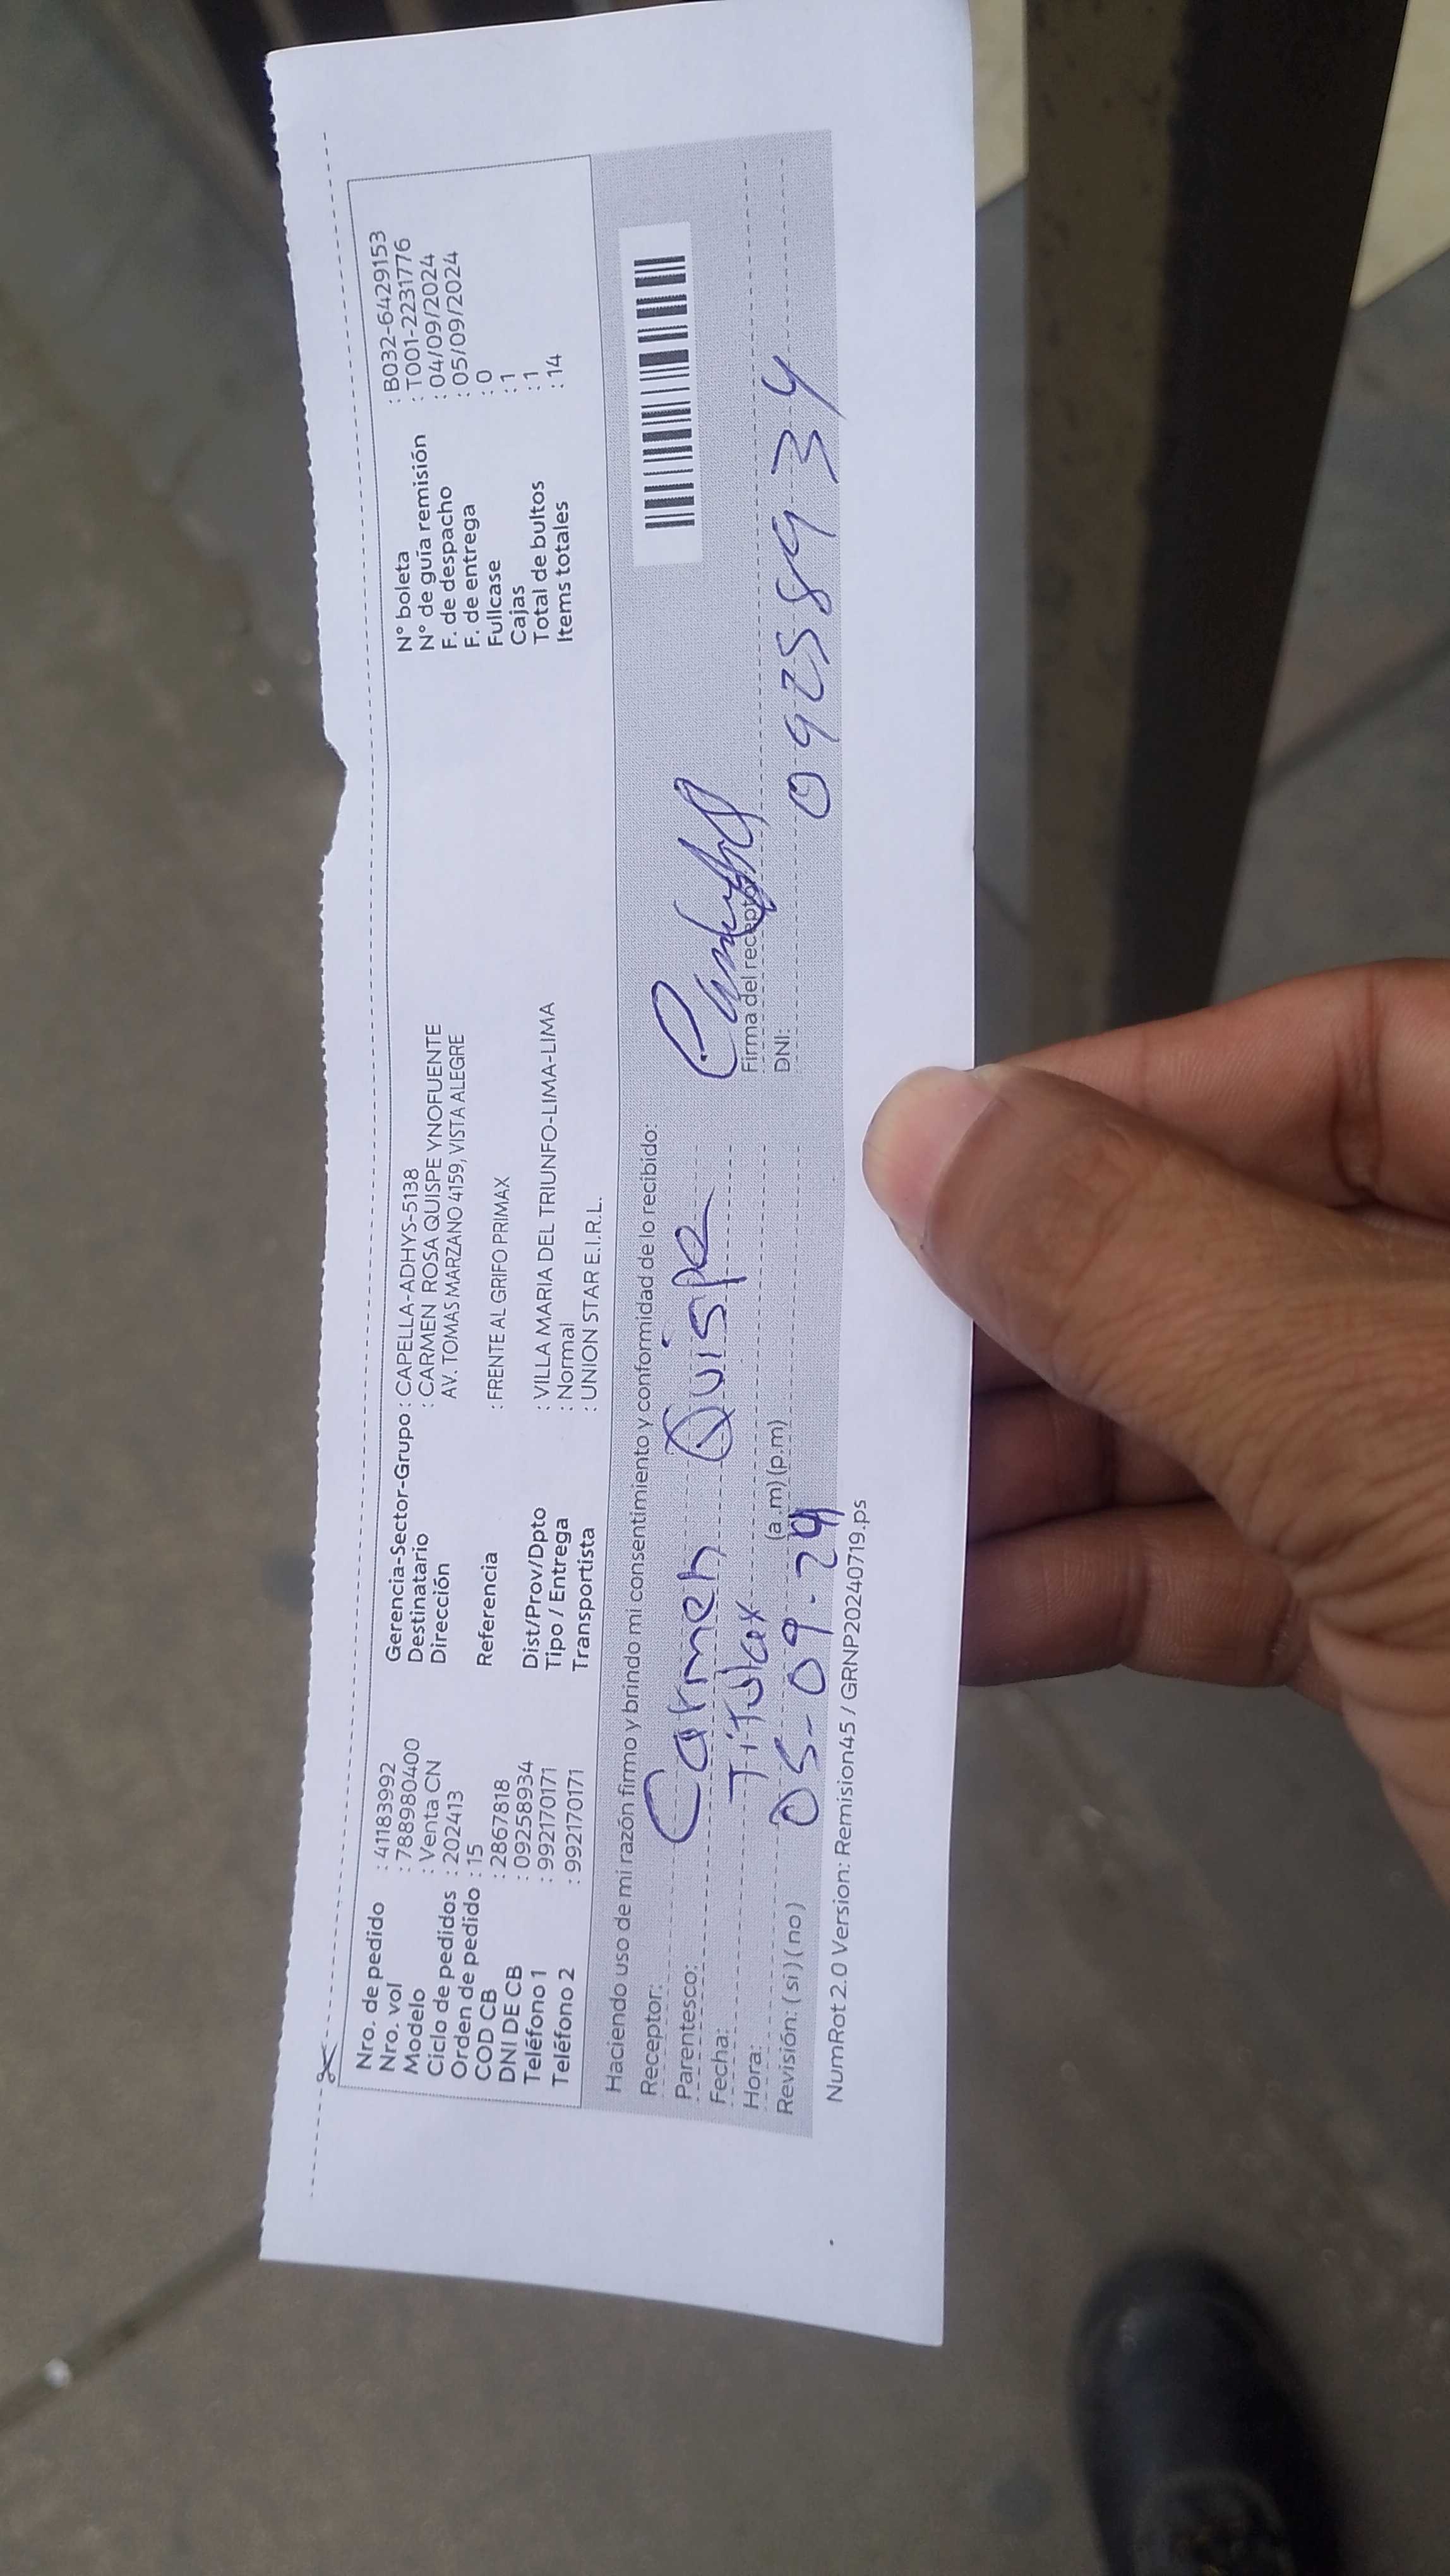 Nro. de pedido : 41183992 Gerencia-Sector-Grupo : CAPELLA-ADHYS-5138 N° boleta : B032-6429153
Nro. vol : 788980400 Destinatario : CARMEN ROSA QUISPE YNOFUENTE N° de guía remisión : T001-2231776
Modelo : Venta CN Dirección AV. TOMAS MARZANO 4159, VISTA ALEGRE F. de despacho : 04/09/2024
Ciclo de pedidos : 202413 F. de entrega : 05/09/2024
Orden de pedido : 15 Referencia : FRENTE AL GRIFO PRIMAX Fullcase : 0
COD CB : 2867818 Cajas : 1
DNI DE CB : 09258934 Dist/Prov/Dpto : VILLA MARIA DEL TRIUNFO-LIMA-LIMA Total de bultos : 1
Teléfono 1 : 992170171 Tipo / Entrega : Normal Items totales : 14
Teléfono 2 : 992170171 Transportista : UNION STAR E.I.R.L.
Haciendo uso de mi razón firmo y brindo mi consentimiento y conformidad de lo recibido:
Receptor: Carmen Quispe
Parentesco: Titular
Fecha: 05-09-24 Firma del receptor
Hora: (a .m) (p.m) DNI: 09258934
Revisión: ( si ) ( no )
NumRot 2.0 Version: Remision45 / GRNP20240719.ps